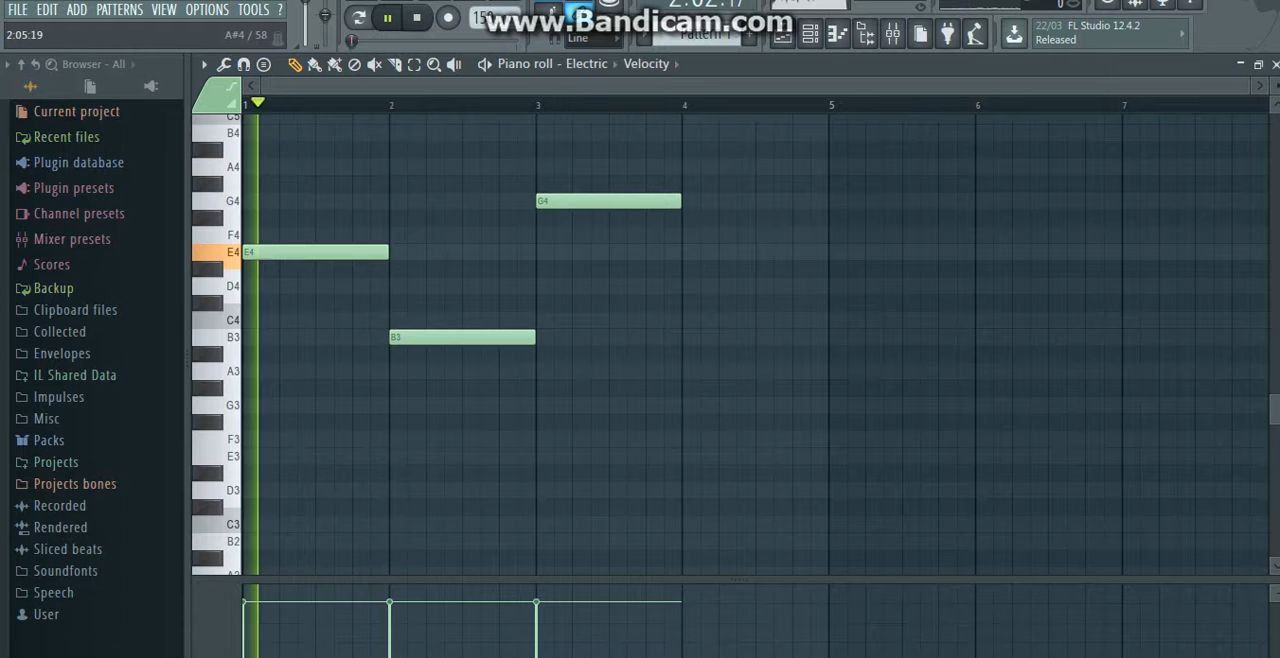 FILE EDIT ADD PATTERNS VIEW OPTIONS TOOLS ?
www.Bandicam.com
2:05:19
A#4 / 58
Line
Pattern 1
22/03 FL Studio 12.4.2
Released
Browser - All
Piano roll - Electric
Velocity
1 2 3 4 5 6 7
Current project
Recent files
Plugin database
Plugin presets
Channel presets
Mixer presets
Scores
Backup
Clipboard files
Collected
Envelopes
IL Shared Data
Impulses
Misc
Packs
Projects
Projects bones
Recorded
Rendered
Sliced beats
Soundfonts
Speech
User
C5
B4
A4
G4
F4
E4
D4
C4
B3
A3
G3
F3
E3
D3
C3
B2
G4
E4
B3